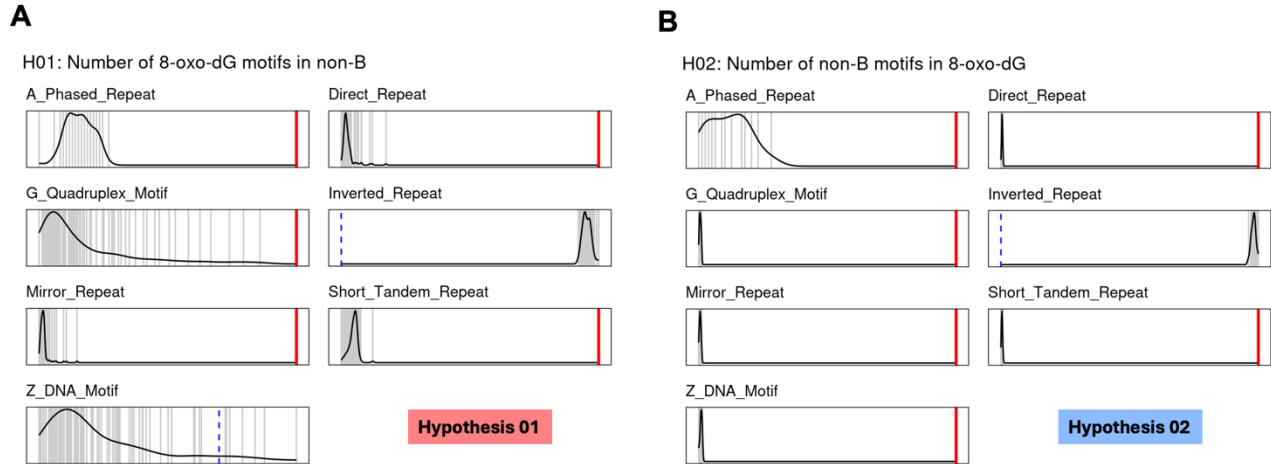 A
H01: Number of 8-oxo-dG motifs in non-B
A_Phased_Repeat
Direct_Repeat
G_Quadruplex_Motif
Inverted_Repeat
Mirror_Repeat
Short_Tandem_Repeat
Z_DNA_Motif
Hypothesis 01
B
H02: Number of non-B motifs in 8-oxo-dG
A_Phased_Repeat
Direct_Repeat
G_Quadruplex_Motif
Inverted_Repeat
Mirror_Repeat
Short_Tandem_Repeat
Z_DNA_Motif
Hypothesis 02